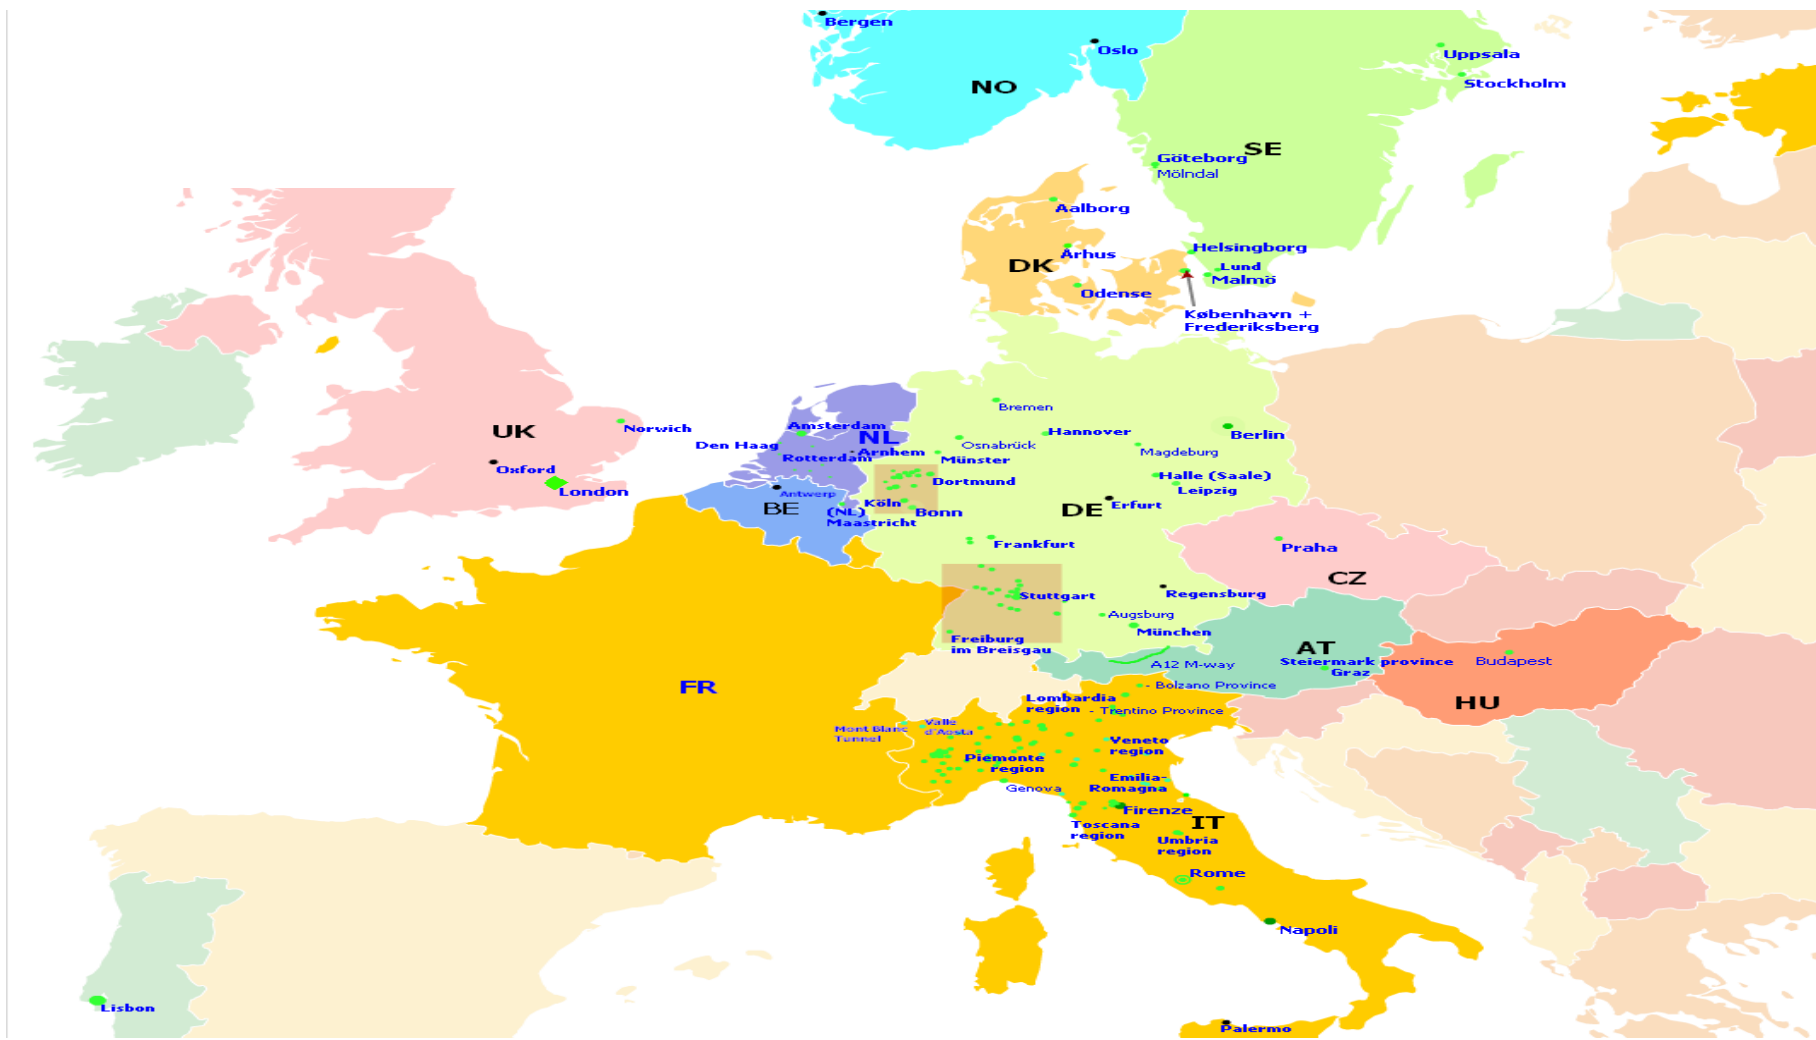 Bergen
Oslo
Uppsala
NO
Stockholm
SE
Göteborg
Mölndal
Aalborg
Helsingborg
Århus
DK
Lund
Malmö
Odense
København +
Frederiksberg
Bremen
UK
Norwich
Amsterdam
NL
Hannover
Berlin
Den Haag
Osnabrück
Arnhem
Magdeburg
Rotterdam
Münster
Oxford
Halle (Saale)
Dortmund
London
Antwerp
Leipzig
Köln
BE
(NL)
Maastricht
Bonn
DE
Erfurt
Frankfurt
Praha
CZ
Stuttgart
Regensburg
Augsburg
Freiburg
im Breisgau
München
AT
A12 M-way
Steiermark province
Graz
Budapest
FR
- Bolzano Province
Lombardia
region
- Trentino Province
HU
Mont Blanc
Tunnel
Valle
d'Aosta
Veneto
region
Piemonte
region
Emilia-
Romagna
Genova
Firenze
Toscana
region
IT
Umbria
region
Rome
Napoli
Lisbon
Palermo